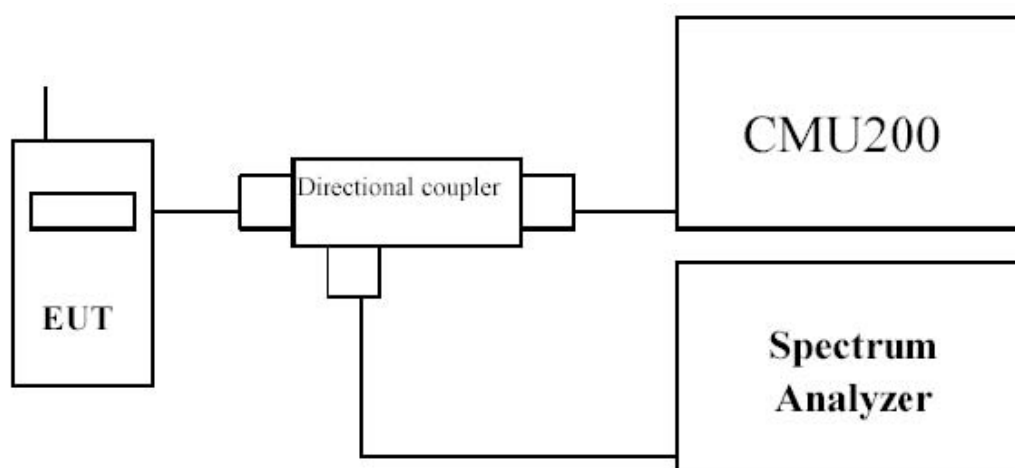 CMU200
Directional coupler
EUT
Spectrum
Analyzer